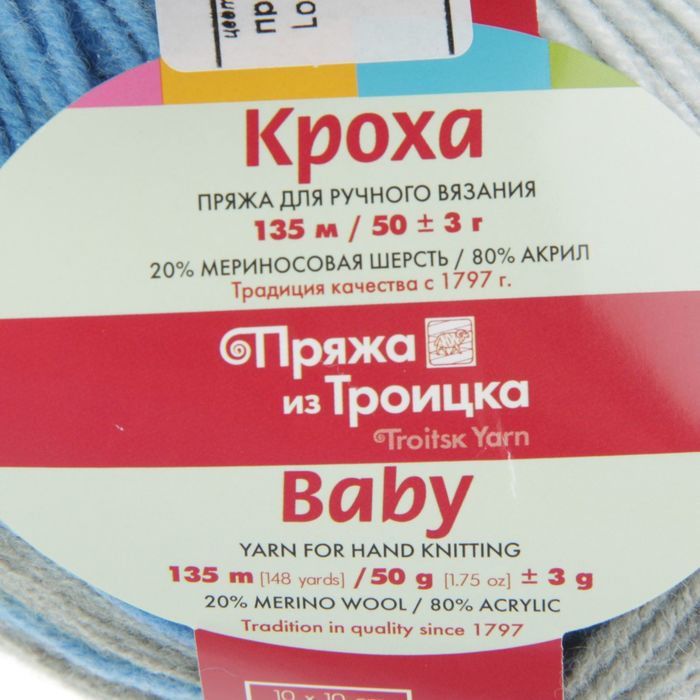 Кроха
ПРЯЖА ДЛЯ РУЧНОГО ВЯЗАНИЯ
135 м / 50 ± 3 г
20% МЕРИНОСОВАЯ ШЕРСТЬ / 80% АКРИЛ
Традиция качества с 1797 г.
Пряжа
из Троицка
Troitsk Yarn
Baby
YARN FOR HAND KNITTING
135 m [148 yards] / 50 g [1.75 oz] ± 3 g
20% MERINO WOOL / 80% ACRYLIC
Tradition in quality since 1797